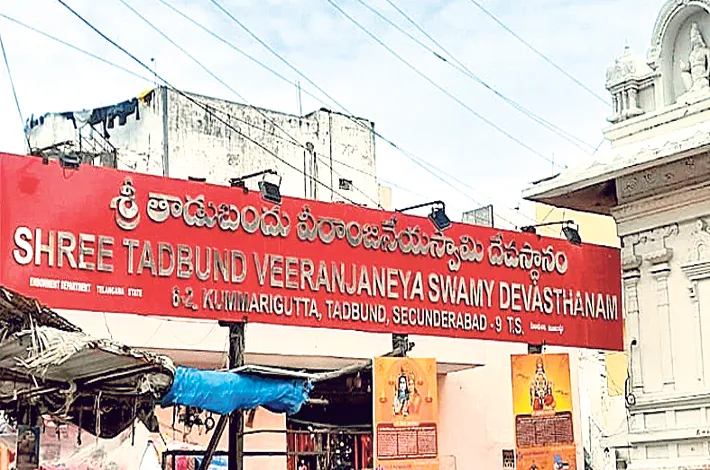 శ్రీ తాడుబందు వీరాంజనేయస్వామి దేవస్థానం
SHREE TADBUND VEERANJANEYA SWAMY DEVASTHANAM
ENDOWMENT DEPARTMENT TELANGANA STATE
6-2, KUMMARIGUTTA, TADBUND, SECUNDERABAD - 9 T.S.